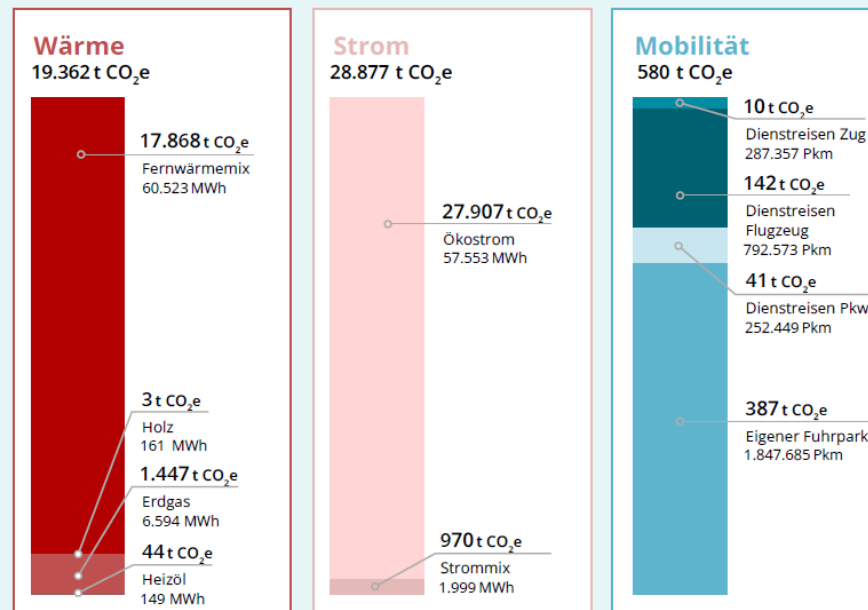 Wärme
19.362 t CO₂e
17.868 t CO₂e
Fernwärmemix
60.523 MWh
3 t CO₂e
Holz
161 MWh
1.447 t CO₂e
Erdgas
6.594 MWh
44 t CO₂e
Heizöl
149 MWh
Strom
28.877 t CO₂e
27.907 t CO₂e
Ökostrom
57.553 MWh
970 t CO₂e
Strommix
1.999 MWh
Mobilität
580 t CO₂e
10 t CO₂e
Dienstreisen Zug
287.357 Pkm
142 t CO₂e
Dienstreisen
Flugzeug
792.573 Pkm
41 t CO₂e
Dienstreisen Pkw
252.449 Pkm
387 t CO₂e
Eigener Fuhrpark
1.847.685 Pkm